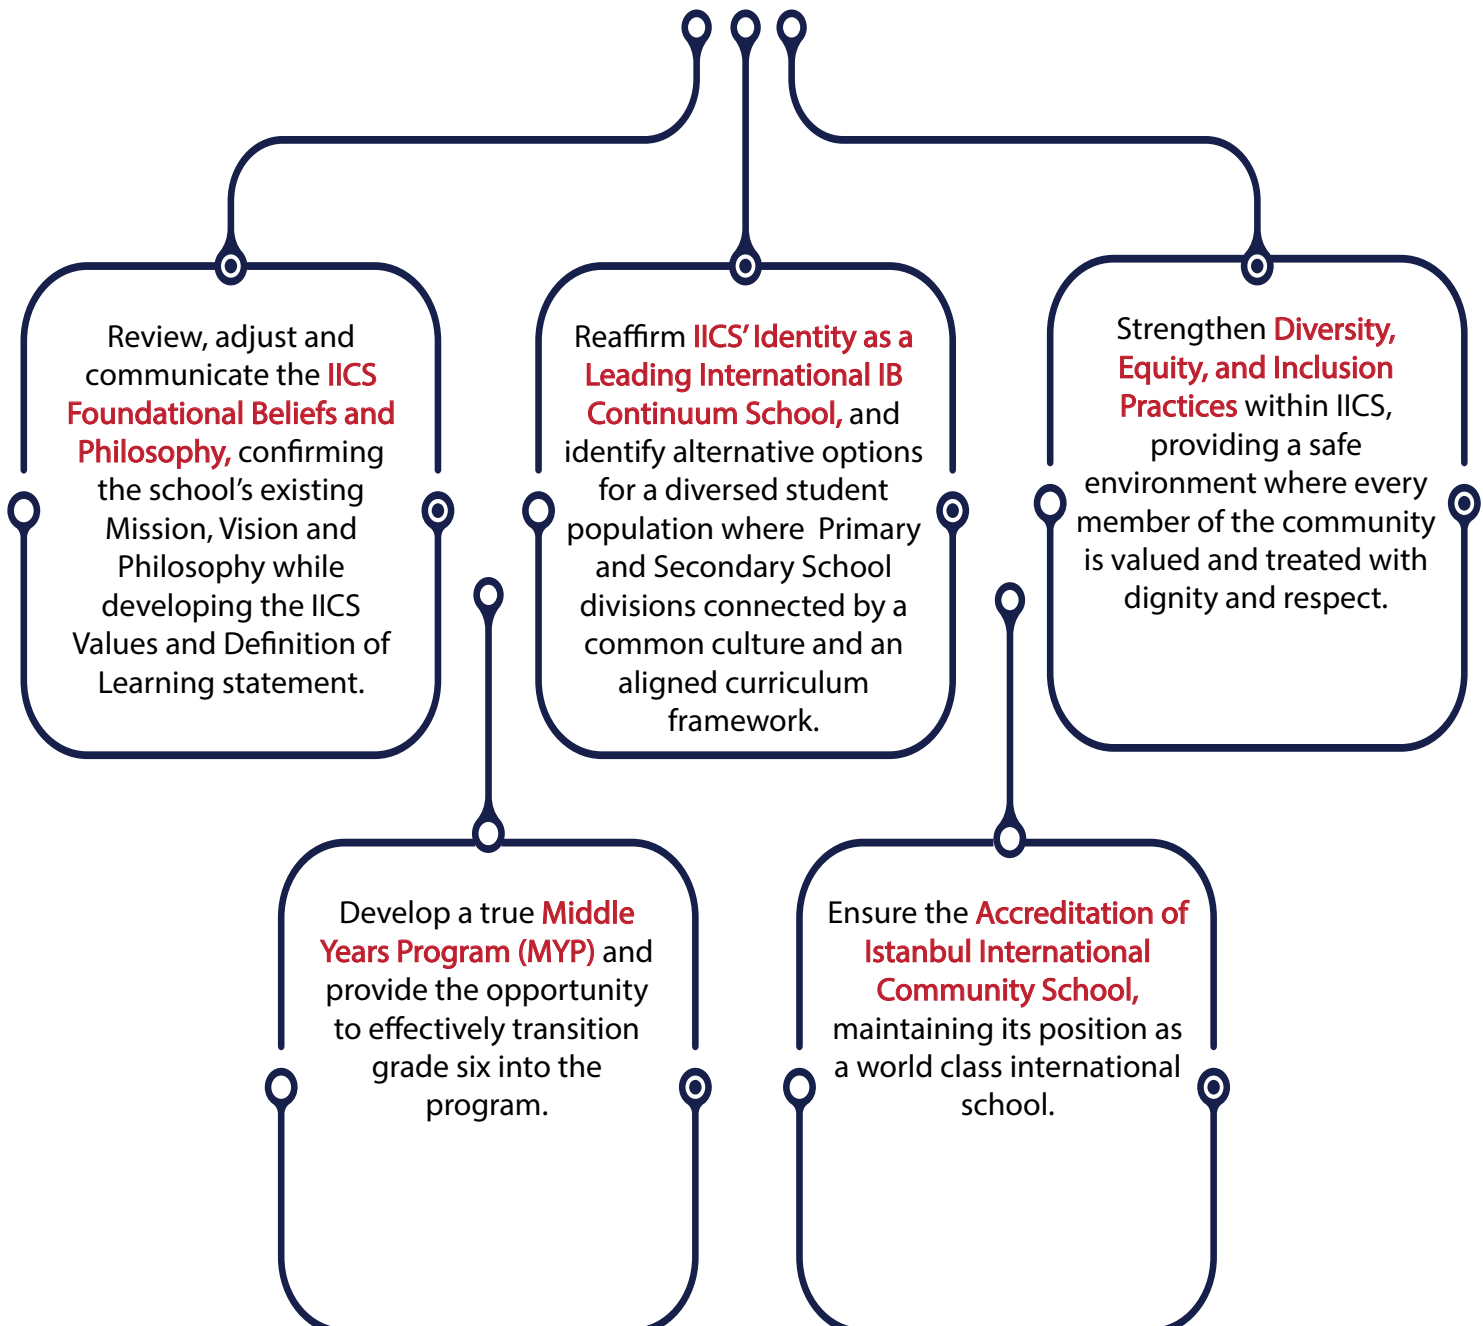 Review, adjust and
communicate the IICS
Foundational Beliefs and
Philosophy, confirming
the school's existing
Mission, Vision and
Philosophy while
developing the IICS
Values and Definition of
Learning statement.
Reaffirm IICS' Identity as a
Leading International IB
Continuum School, and
identify alternative options
for a diversed student
population where Primary
and Secondary School
divisions connected by a
common culture and an
aligned curriculum
framework.
Strengthen Diversity,
Equity, and Inclusion
Practices within IICS,
providing a safe
environment where every
member of the community
is valued and treated with
dignity and respect.
Develop a true Middle
Years Program (MYP) and
provide the opportunity
to effectively transition
grade six into the
program.
Ensure the Accreditation of
Istanbul International
Community School,
maintaining its position as
a world class international
school.